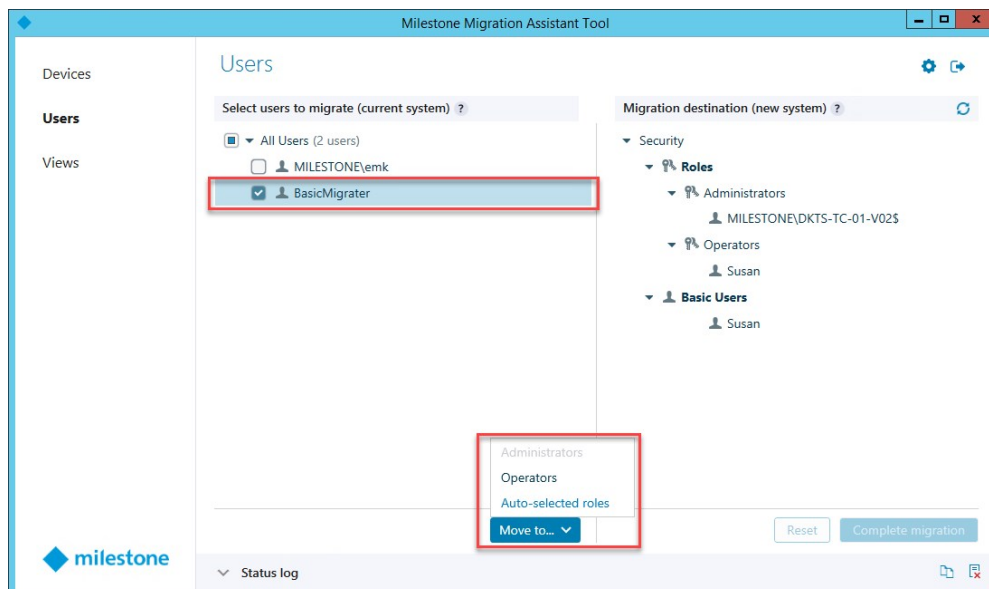 Milestone Migration Assistant Tool
Devices
Users
Views
Users
Select users to migrate (current system) ?
All Users (2 users)
MILESTONE\emk
BasicMigrater
Migration destination (new system) ?
Security
Roles
Administrators
MILESTONE\DKTS-TC-01-V02$
Operators
Susan
Basic Users
Susan
Administrators
Operators
Auto-selected roles
Move to...
Reset
Complete migration
milestone
Status log